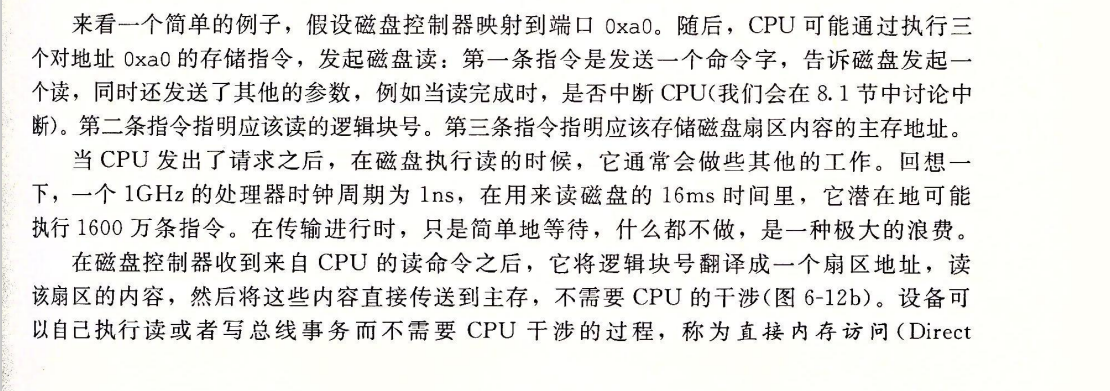 来看一个简单的例子，假设磁盘控制器映射到端口 0xa0。随后，CPU 可能通过执行三
个对地址 0xa0 的存储指令，发起磁盘读：第一条指令是发送一个命令字，告诉磁盘发起一
个读，同时还发送了其他的参数，例如当读完成时，是否中断 CPU(我们会在 8.1 节中讨论中
断)。第二条指令指明应该读的逻辑块号。第三条指令指明应该存储磁盘扇区内容的主存地址。
当 CPU 发出了请求之后，在磁盘执行读的时候，它通常会做些其他的工作。回想一
下，一个 1GHz 的处理器时钟周期为 1ns，在用来读磁盘的 16ms 时间里，它潜在地可能
执行 1600 万条指令。在传输进行时，只是简单地等待，什么都不做，是一种极大的浪费。
在磁盘控制器收到来自 CPU 的读命令之后，它将逻辑块号翻译成一个扇区地址，读
该扇区的内容，然后将这些内容直接传送到主存，不需要 CPU 的干涉(图 6-12b)。设备可
以自己执行读或者写总线事务而不需要 CPU 干涉的过程，称为直接内存访问(Direct